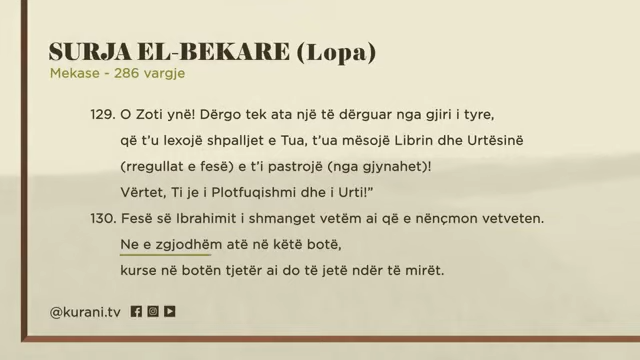 SURJA EL-BEKARE (Lopa)
Mekase - 286 vargje
129. O Zoti ynë! Dërgo tek ata një të dërguar nga gjiri i tyre,
që t'u lexojë shpalljet e Tua, t'ua mësojë Librin dhe Urtësinë
(rregullat e fesë) e t'i pastrojë (nga gjynahet)!
Vërtet, Ti je i Plotfuqishmi dhe i Urti!”
130. Fesë së Ibrahimit i shmanget vetëm ai që e nënçmon vetveten.
Ne e zgjodhëm atë në këtë botë,
kurse në botën tjetër ai do të jetë ndër të mirët.
@kurani.tv